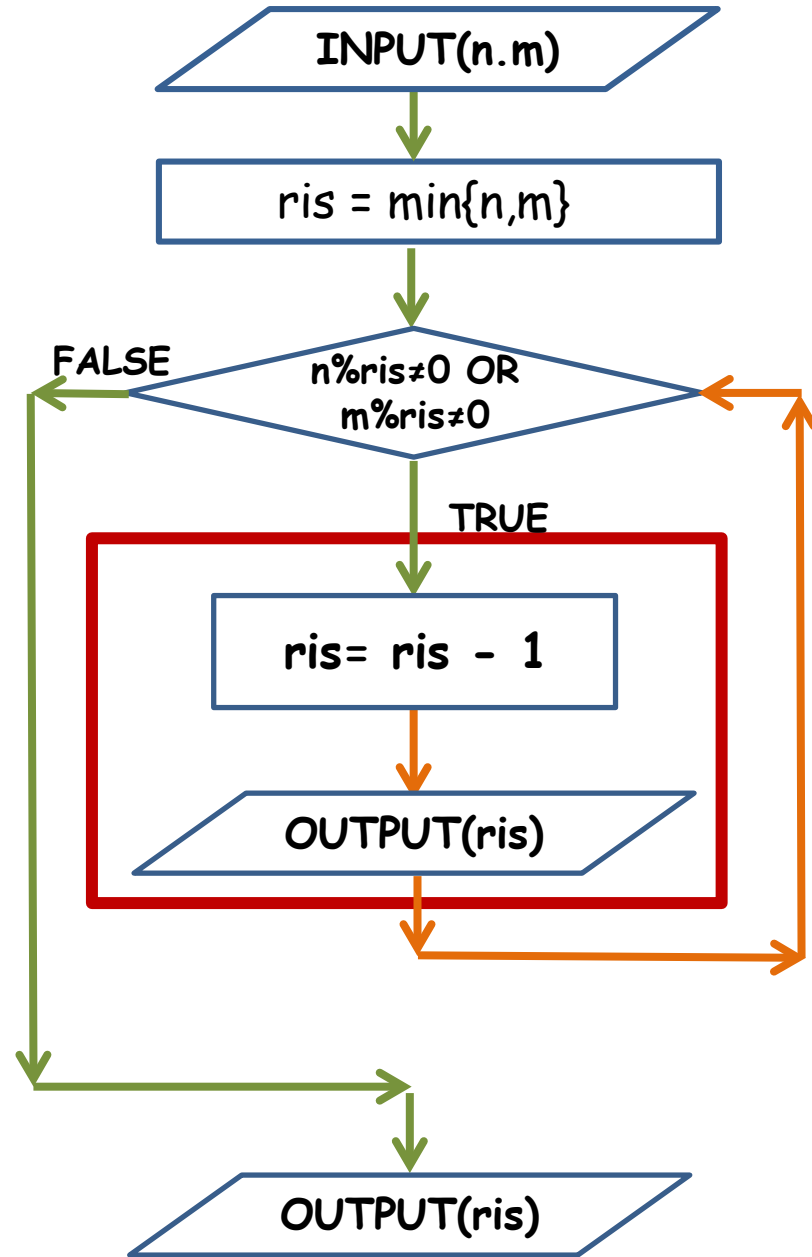 INPUT(n.m)
ris = min{n,m}
FALSE
n%ris≠0 OR
m%ris≠0
TRUE
ris= ris - 1
OUTPUT(ris)
OUTPUT(ris)